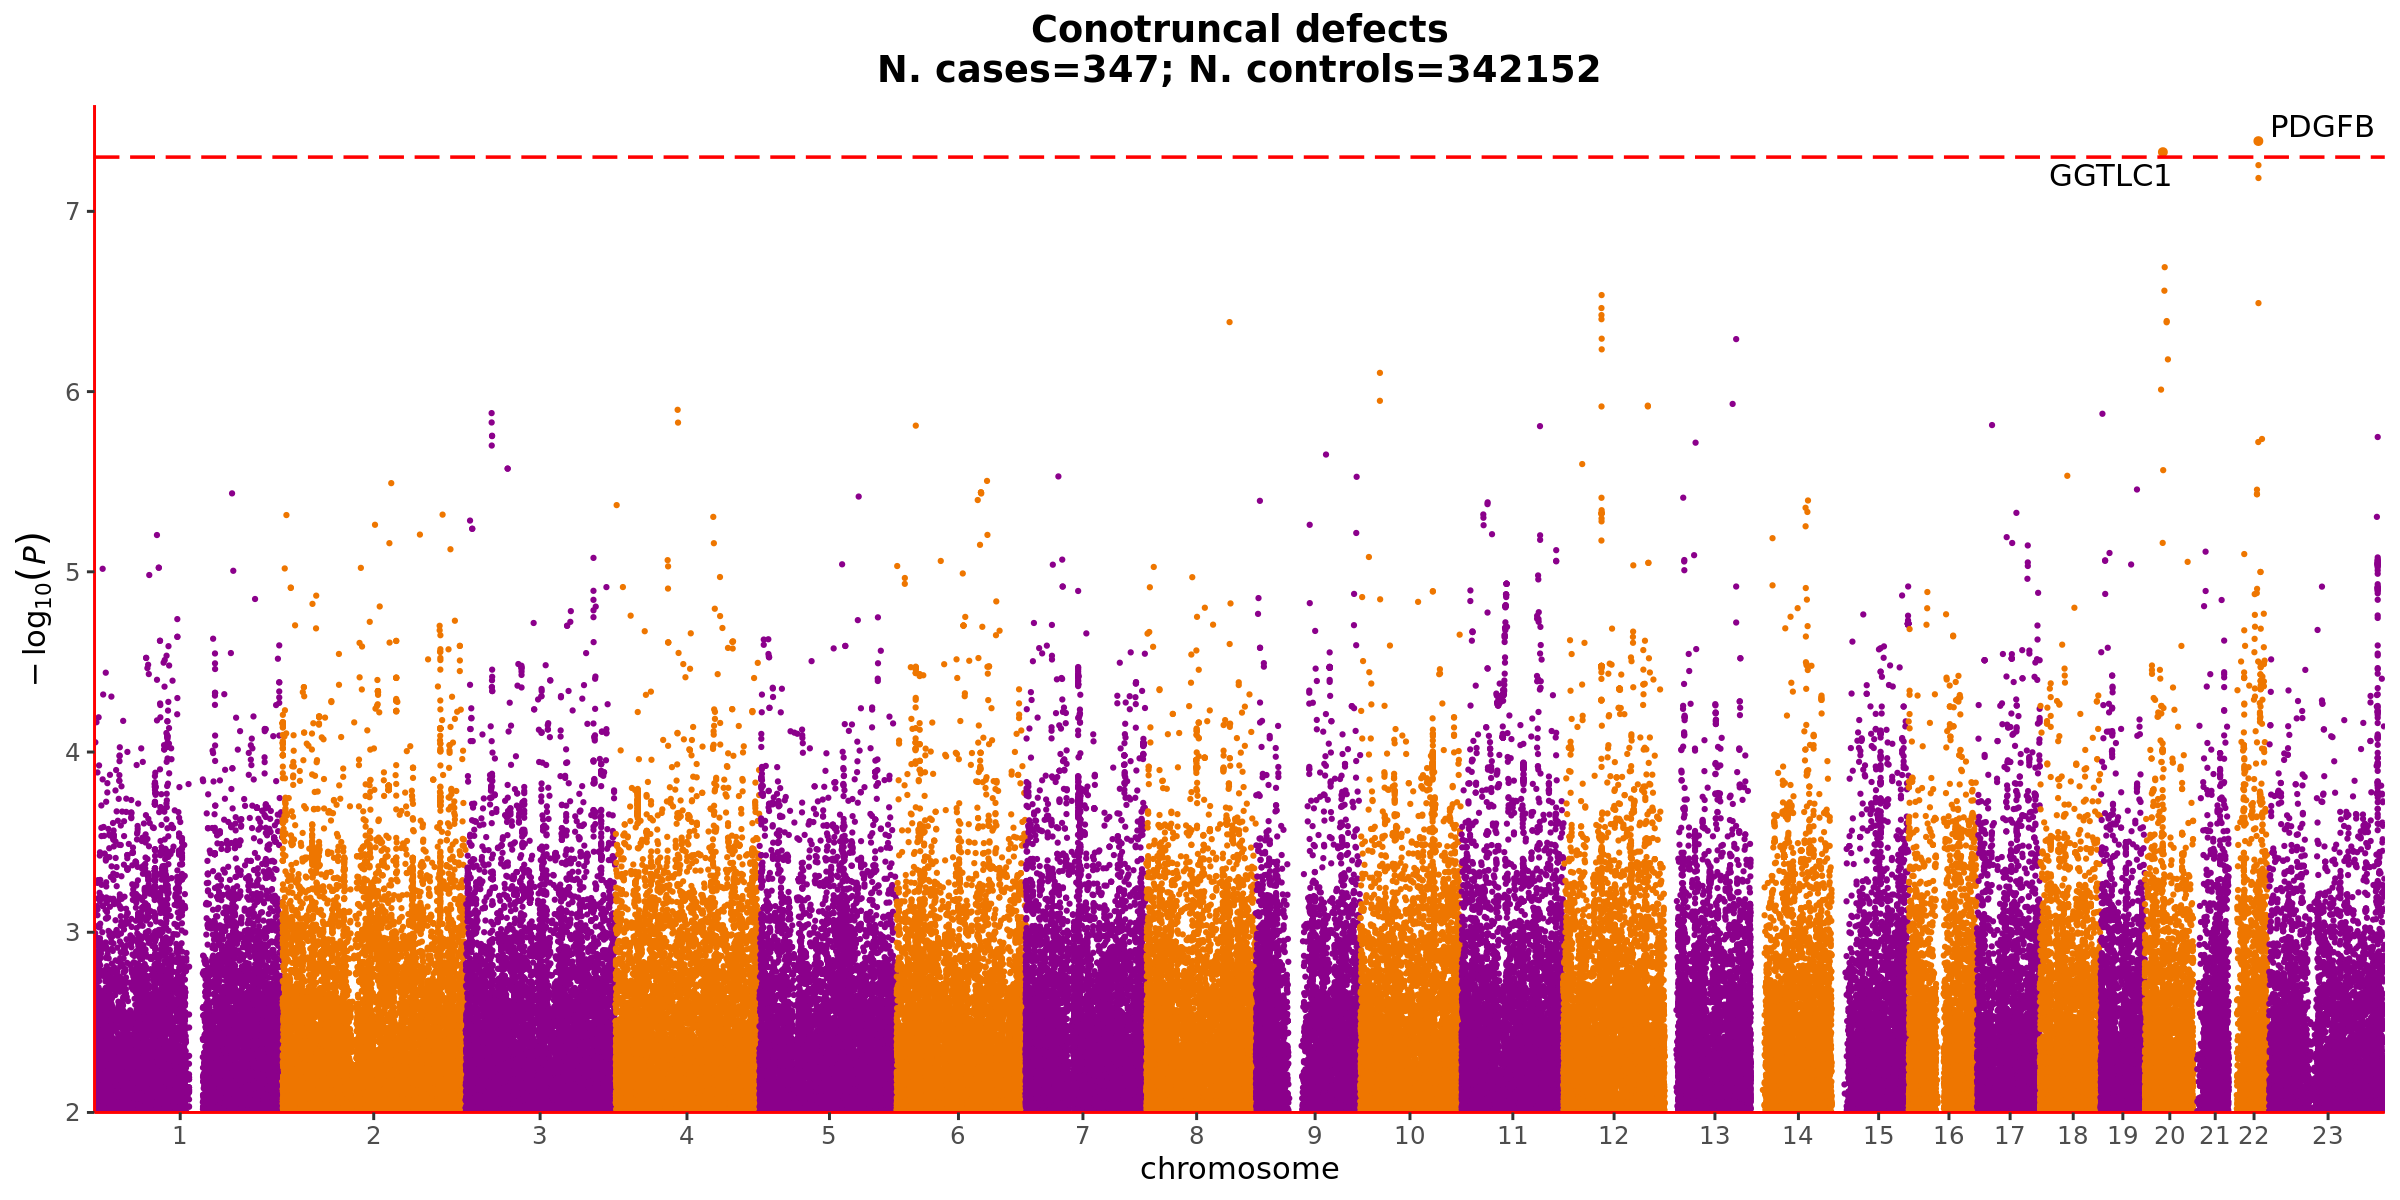 Conotruncal defects
N. cases=347; N. controls=342152
PDGFB
GGTLC1
7
6
5
4
3
2
−log10(P)
1 2 3 4 5 6 7 8 9 10 11 12 13 14 15 16 17 18 19 20 21 22 23
chromosome